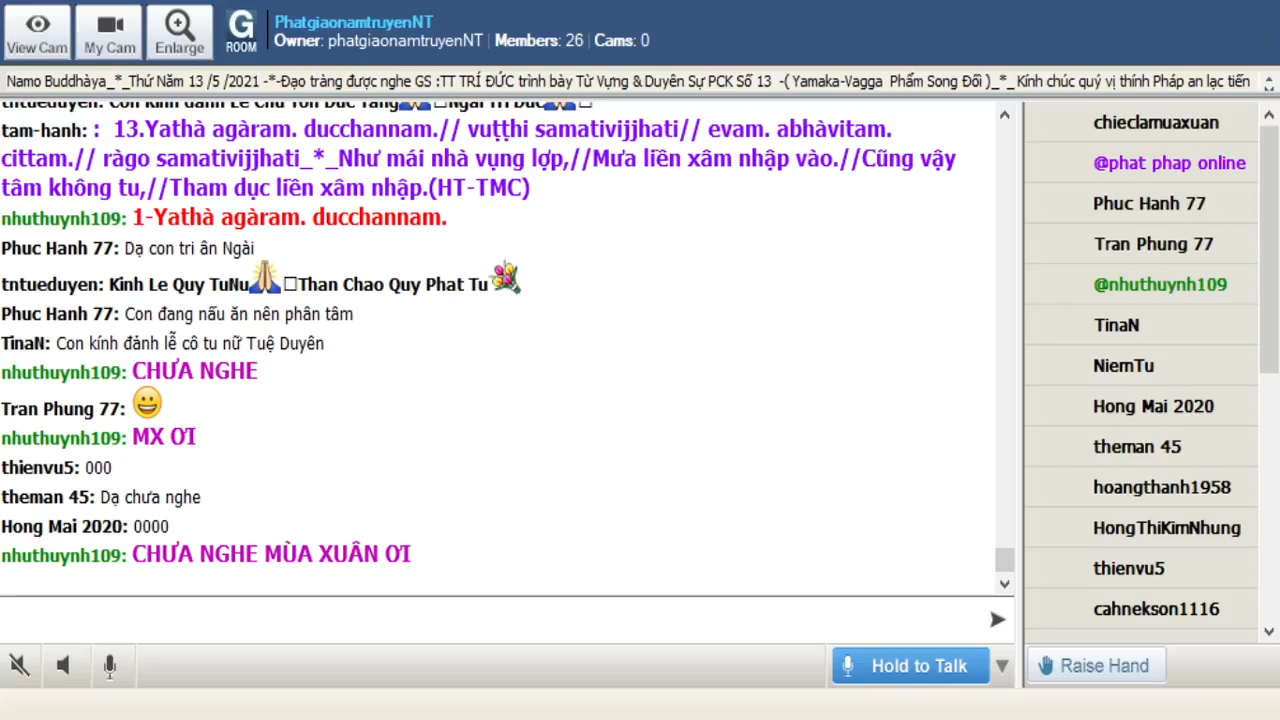 View Cam
My Cam
Enlarge
G
ROOM
PhatgiaonamtruyenNT
Owner: phatgiaonamtruyenNT | Members: 26 | Cams: 0
Namo Buddhàya_*_Thứ Năm 13 /5 /2021 -*-Đạo tràng được nghe GS :TT TRÍ ĐỨC trình bày Từ Vựng & Duyên Sự PCK Số 13 -( Yamaka-Vagga Phẩm Song Đối )_*_ Kính chúc quý vị thính Pháp an lạc tiến
tntueduyen: Con Kinh
tam-hanh: : 13.Yathà agàram. ducchannam.// vuṭṭhi samativijjhati// evam. abhàvitam.
cittam.// ràgo samativijjhati_*_Như mái nhà vụng lợp,//Mưa liền xâm nhập vào.//Cũng vậy
tâm không tu,//Tham dục liền xâm nhập.(HT-TMC)
nhuthuynh109: 1-Yathà agàram. ducchannam.
Phuc Hanh 77: Dạ con tri ân Ngài
tntueduyen: Kinh Le Quy TuNu🙏Than Chao Quy Phat Tu💐
Phuc Hanh 77: Con đang nấu ăn nên phân tâm
TinaN: Con kính đảnh lễ cô tu nữ Tuệ Duyên
nhuthuynh109: CHƯA NGHE
Tran Phung 77: 😀
nhuthuynh109: MX ƠI
thienvu5: 000
theman 45: Dạ chưa nghe
Hong Mai 2020: 0000
nhuthuynh109: CHƯA NGHE MÙA XUÂN ƠI
chieclamuaxuan
@phat phap online
Phuc Hanh 77
Tran Phung 77
@nhuthuynh109
TinaN
NiemTu
Hong Mai 2020
theman 45
hoangthanh1958
HongThiKimNhung
thienvu5
cahnekson1116
Hold to Talk
Raise Hand